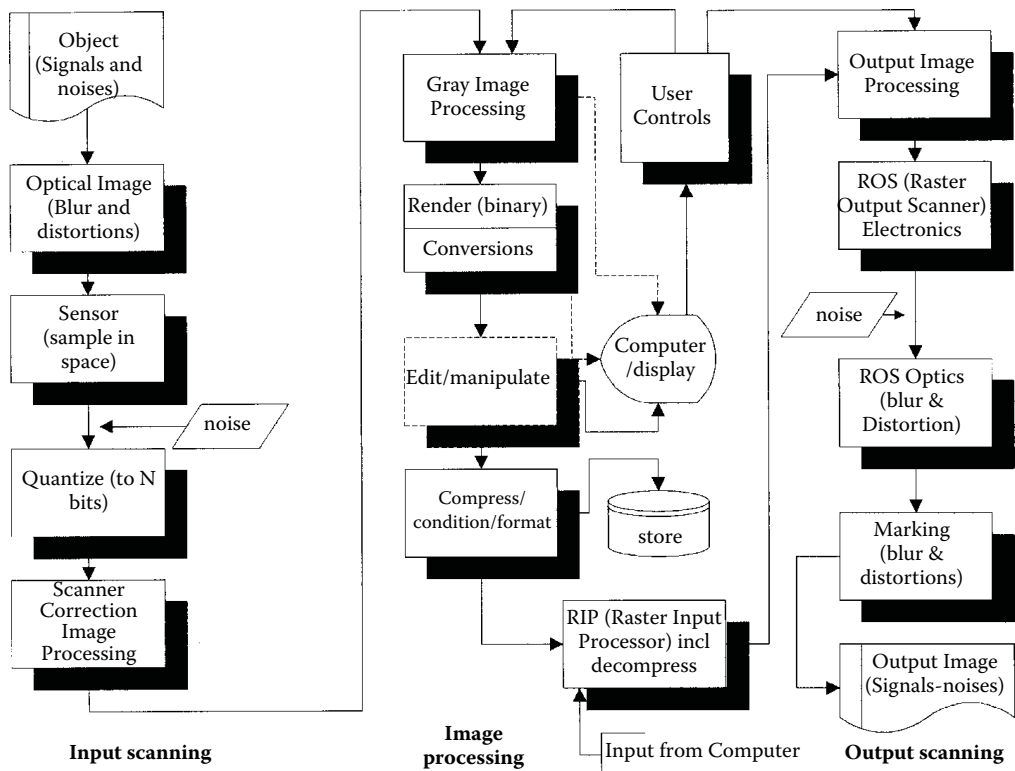 Object
(Signals and
noises)
Optical Image
(Blur and
distortions)
Sensor
(sample in
space)
noise
Quantize (to N
bits)
Scanner
Correction
Image
Processing
Input scanning
Gray Image
Processing
Render (binary)
Conversions
Edit/manipulate
Compress/
condition/format
User
Controls
Computer
/display
store
RIP (Raster Input
Processor) incl
decompress
Input from Computer
Image
processing
Output Image
Processing
ROS (Raster
Output Scanner)
Electronics
noise
ROS Optics
(blur &
Distortion)
Marking
(blur &
distortions)
Output Image
(Signals-noises)
Output scanning